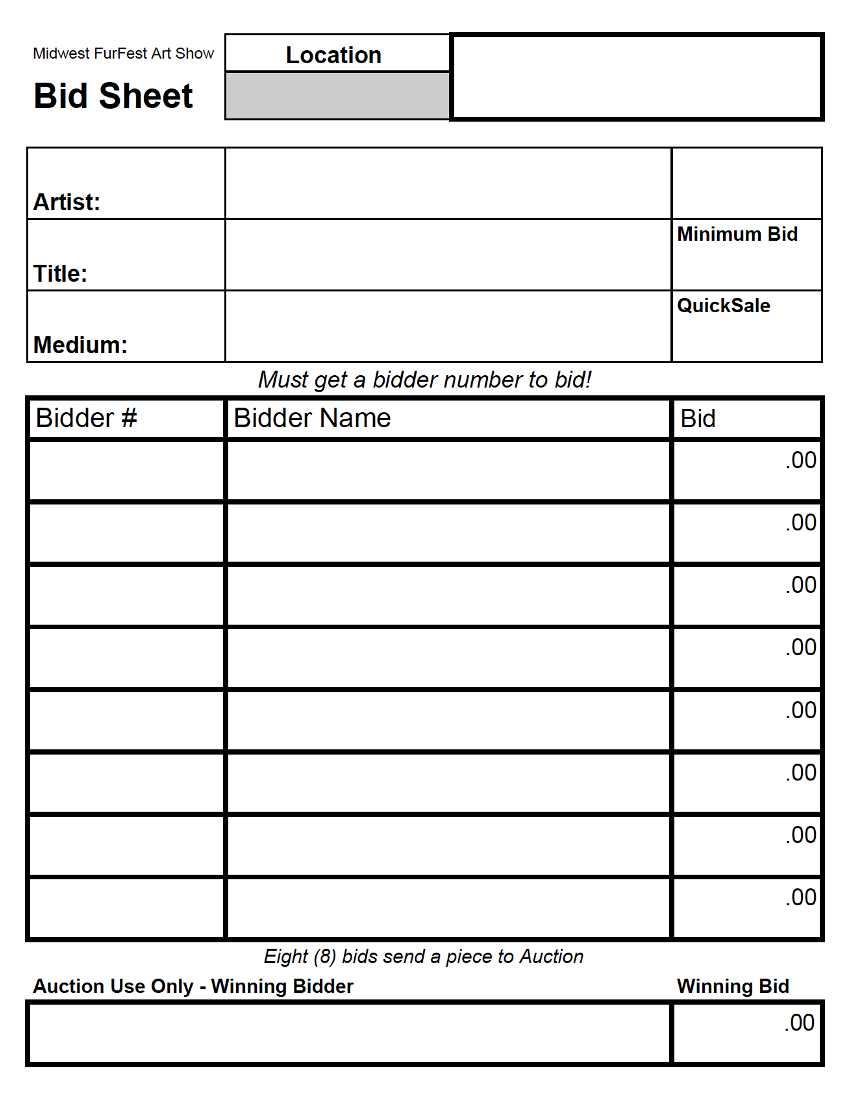 Midwest FurFest Art Show
Bid Sheet
Location
Artist:
Title:
Minimum Bid
Medium:
QuickSale
Must get a bidder number to bid!
Bidder # Bidder Name Bid
.00
.00
.00
.00
.00
.00
.00
.00
Eight (8) bids send a piece to Auction
Auction Use Only - Winning Bidder Winning Bid
.00